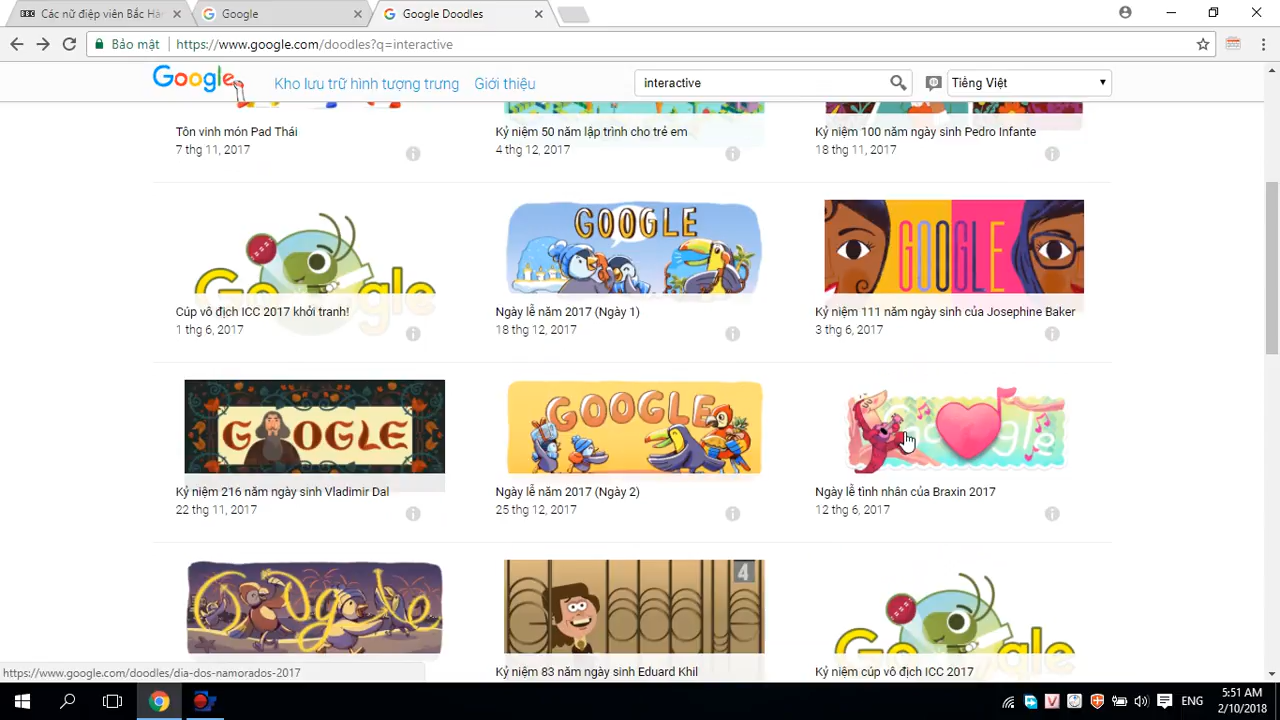 Các nữ điệp viên Bắc Hàn
Google
Google Doodles
Bảo mật
https://www.google.com/doodles?q=interactive
Google
Kho lưu trữ hình tượng trưng
Giới thiệu
interactive
Tiếng Việt
Tôn vinh món Pad Thái
7 thg 11, 2017
Kỷ niệm 50 năm lập trình cho trẻ em
4 thg 12, 2017
Kỷ niệm 100 năm ngày sinh Pedro Infante
18 thg 11, 2017
Google
Cúp vô địch ICC 2017 khởi tranh!
1 thg 6, 2017
GOOGLE
Ngày lễ năm 2017 (Ngày 1)
18 thg 12, 2017
GOOGLE
Kỷ niệm 111 năm ngày sinh của Josephine Baker
3 thg 6, 2017
GOOGLE
Kỷ niệm 216 năm ngày sinh Vladimir Dal
22 thg 11, 2017
GOOGLE
Ngày lễ năm 2017 (Ngày 2)
25 thg 12, 2017
Google
Ngày lễ tình nhân của Braxin 2017
12 thg 6, 2017
Google
4
Kỷ niệm 83 năm ngày sinh Eduard Khil
Google
Kỷ niệm cúp vô địch ICC 2017
https://www.google.com/doodles/dia-dos-namorados-2017
ENG
5:51 AM
2/10/2018